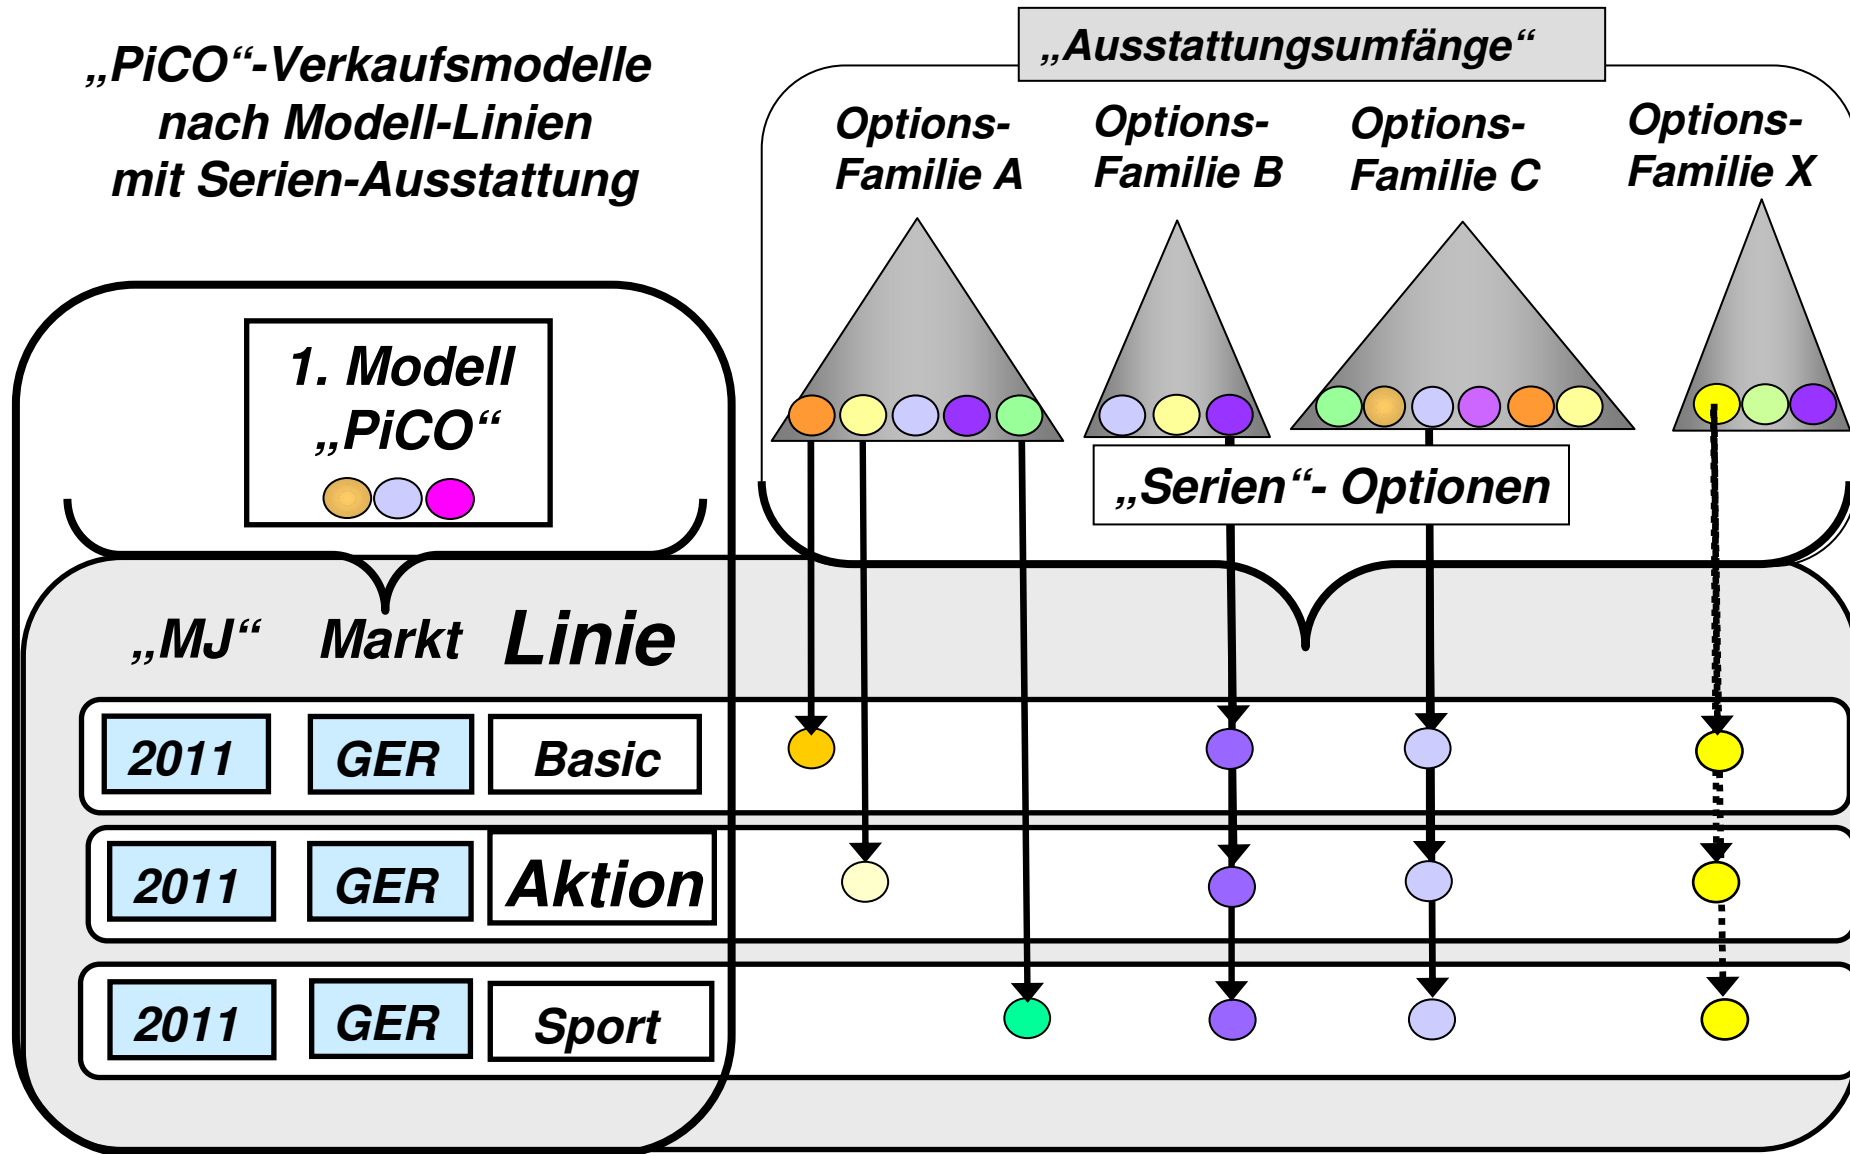 „PiCO“-Verkaufsmodelle
nach Modell-Linien
mit Serien-Ausstattung
„Ausstattungsumfänge“
Options-
Familie A
Options-
Familie B
Options-
Familie C
Options-
Familie X
1. Modell
„PiCO“
„Serien“- Optionen
„MJ“ Markt Linie
2011 GER Basic
2011 GER Aktion
2011 GER Sport